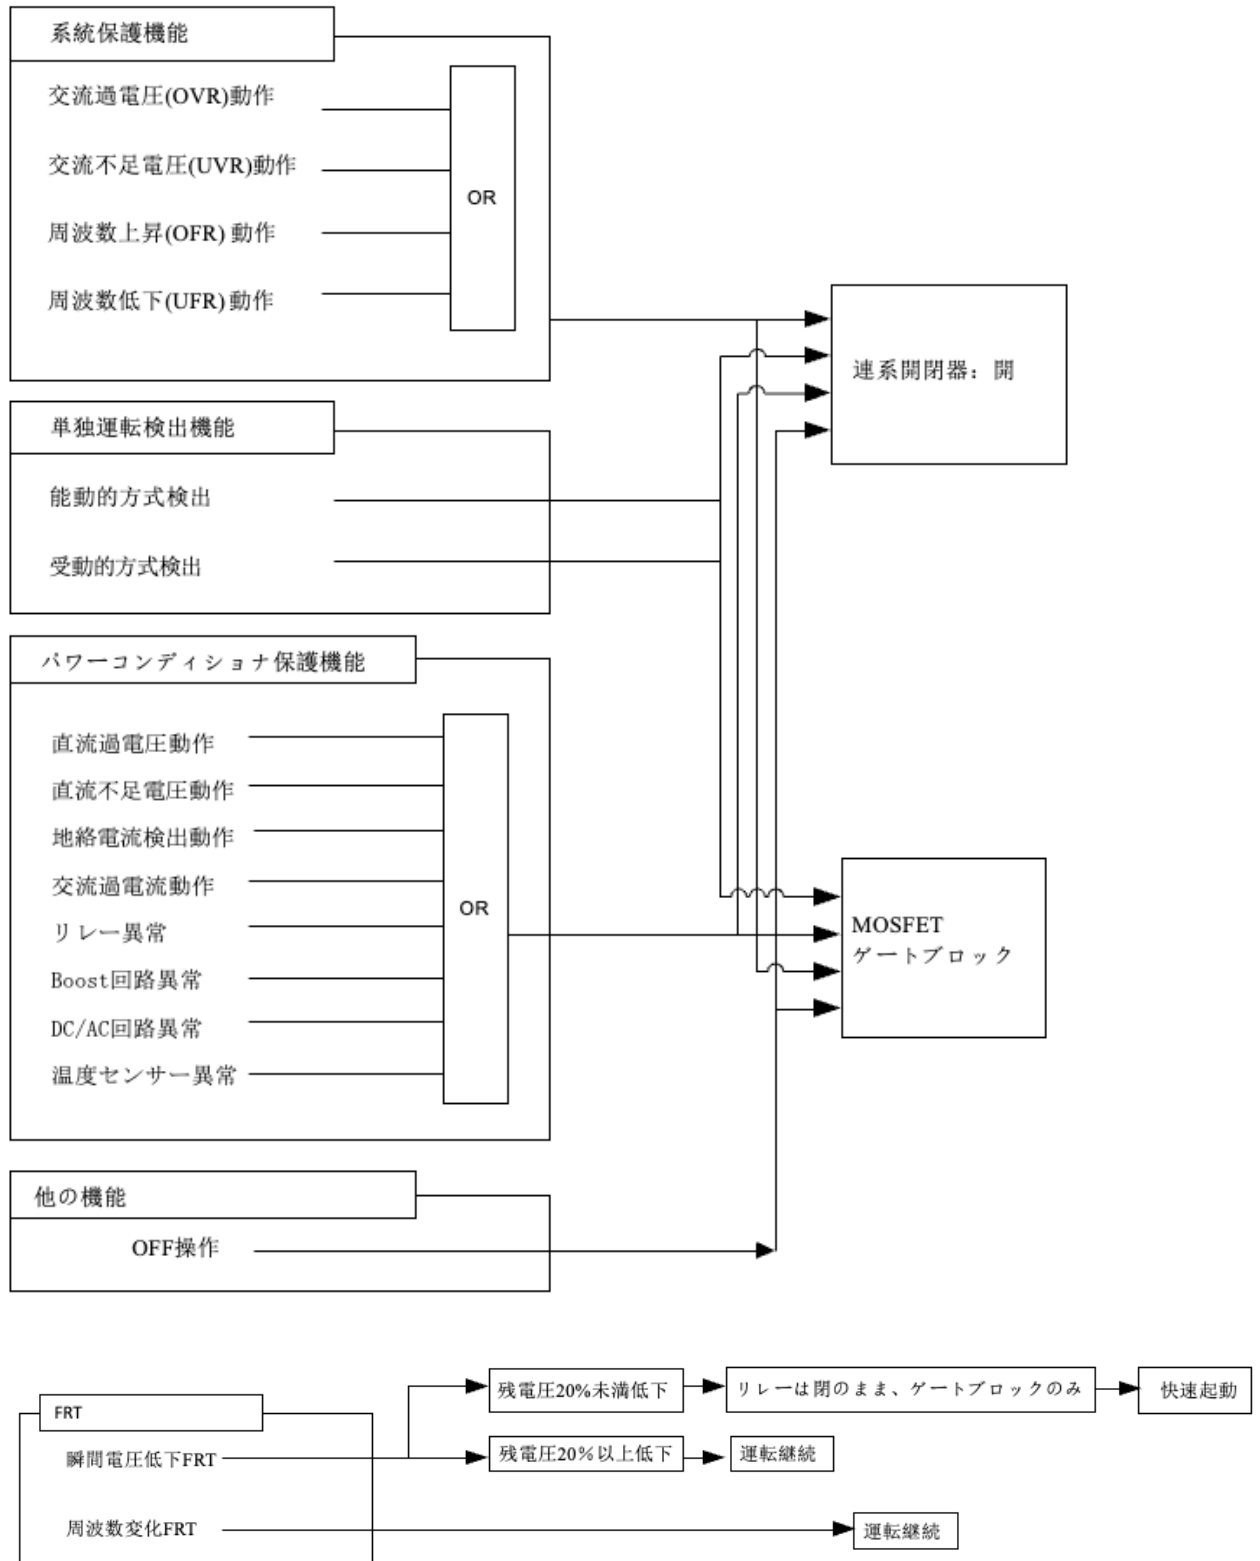 系統保護機能
交流過電圧(OVR)動作
交流不足電圧(UVR)動作
周波数上昇(OFR) 動作
周波数低下(UFR) 動作
OR
連系開閉器：開
単独運転検出機能
能動的方式検出
受動的方式検出
パワーコンディショナ保護機能
直流過電圧動作
直流不足電圧動作
地絡電流検出動作
交流過電流動作
リレー異常
Boost回路異常
DC/AC回路異常
温度センサー異常
OR
MOSFET
ゲートブロック
他の機能
OFF操作
FRT
瞬間電圧低下FRT
残電圧20%未満低下
リレーは閉のまま、ゲートブロックのみ
快速起動
残電圧20％以上低下
運転継続
周波数変化FRT
運転継続